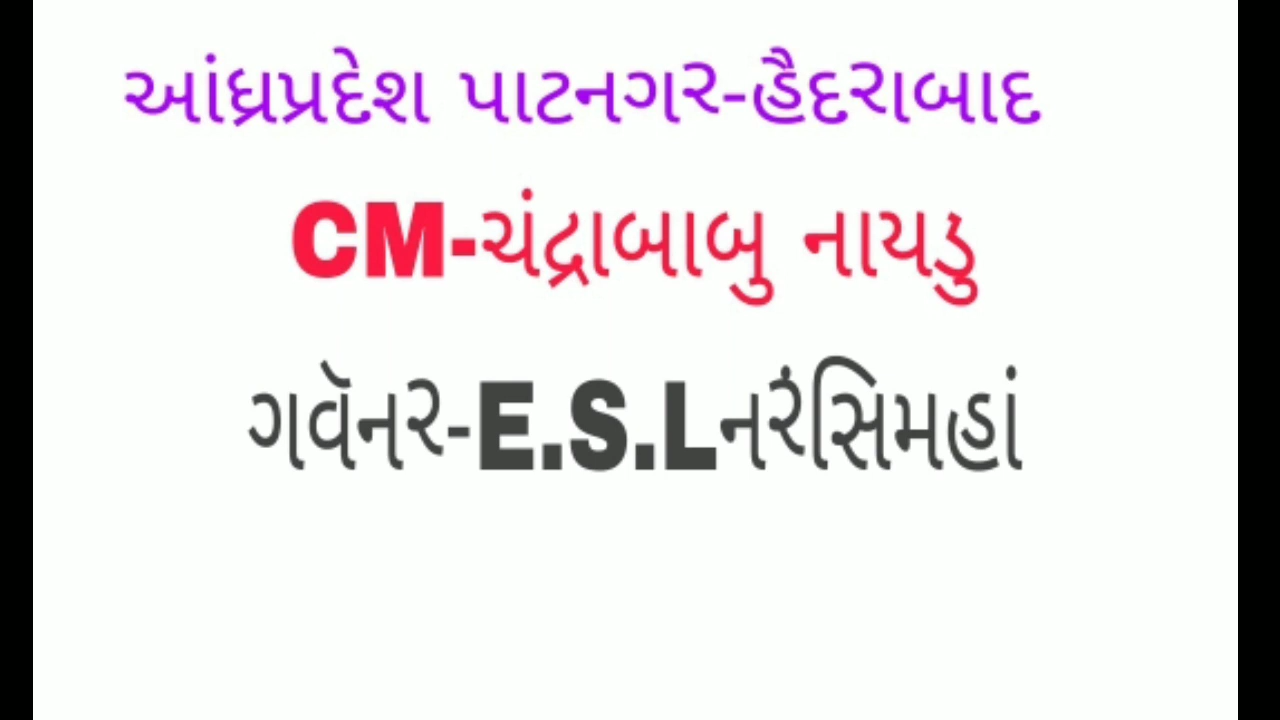 આંધ્રપ્રદેશ પાટનગર-હૈદરાબાદ
CM-ચંદ્રાબાબુ નાયડુ
ગવૅનર-E.S.Lનરંસિમહાં